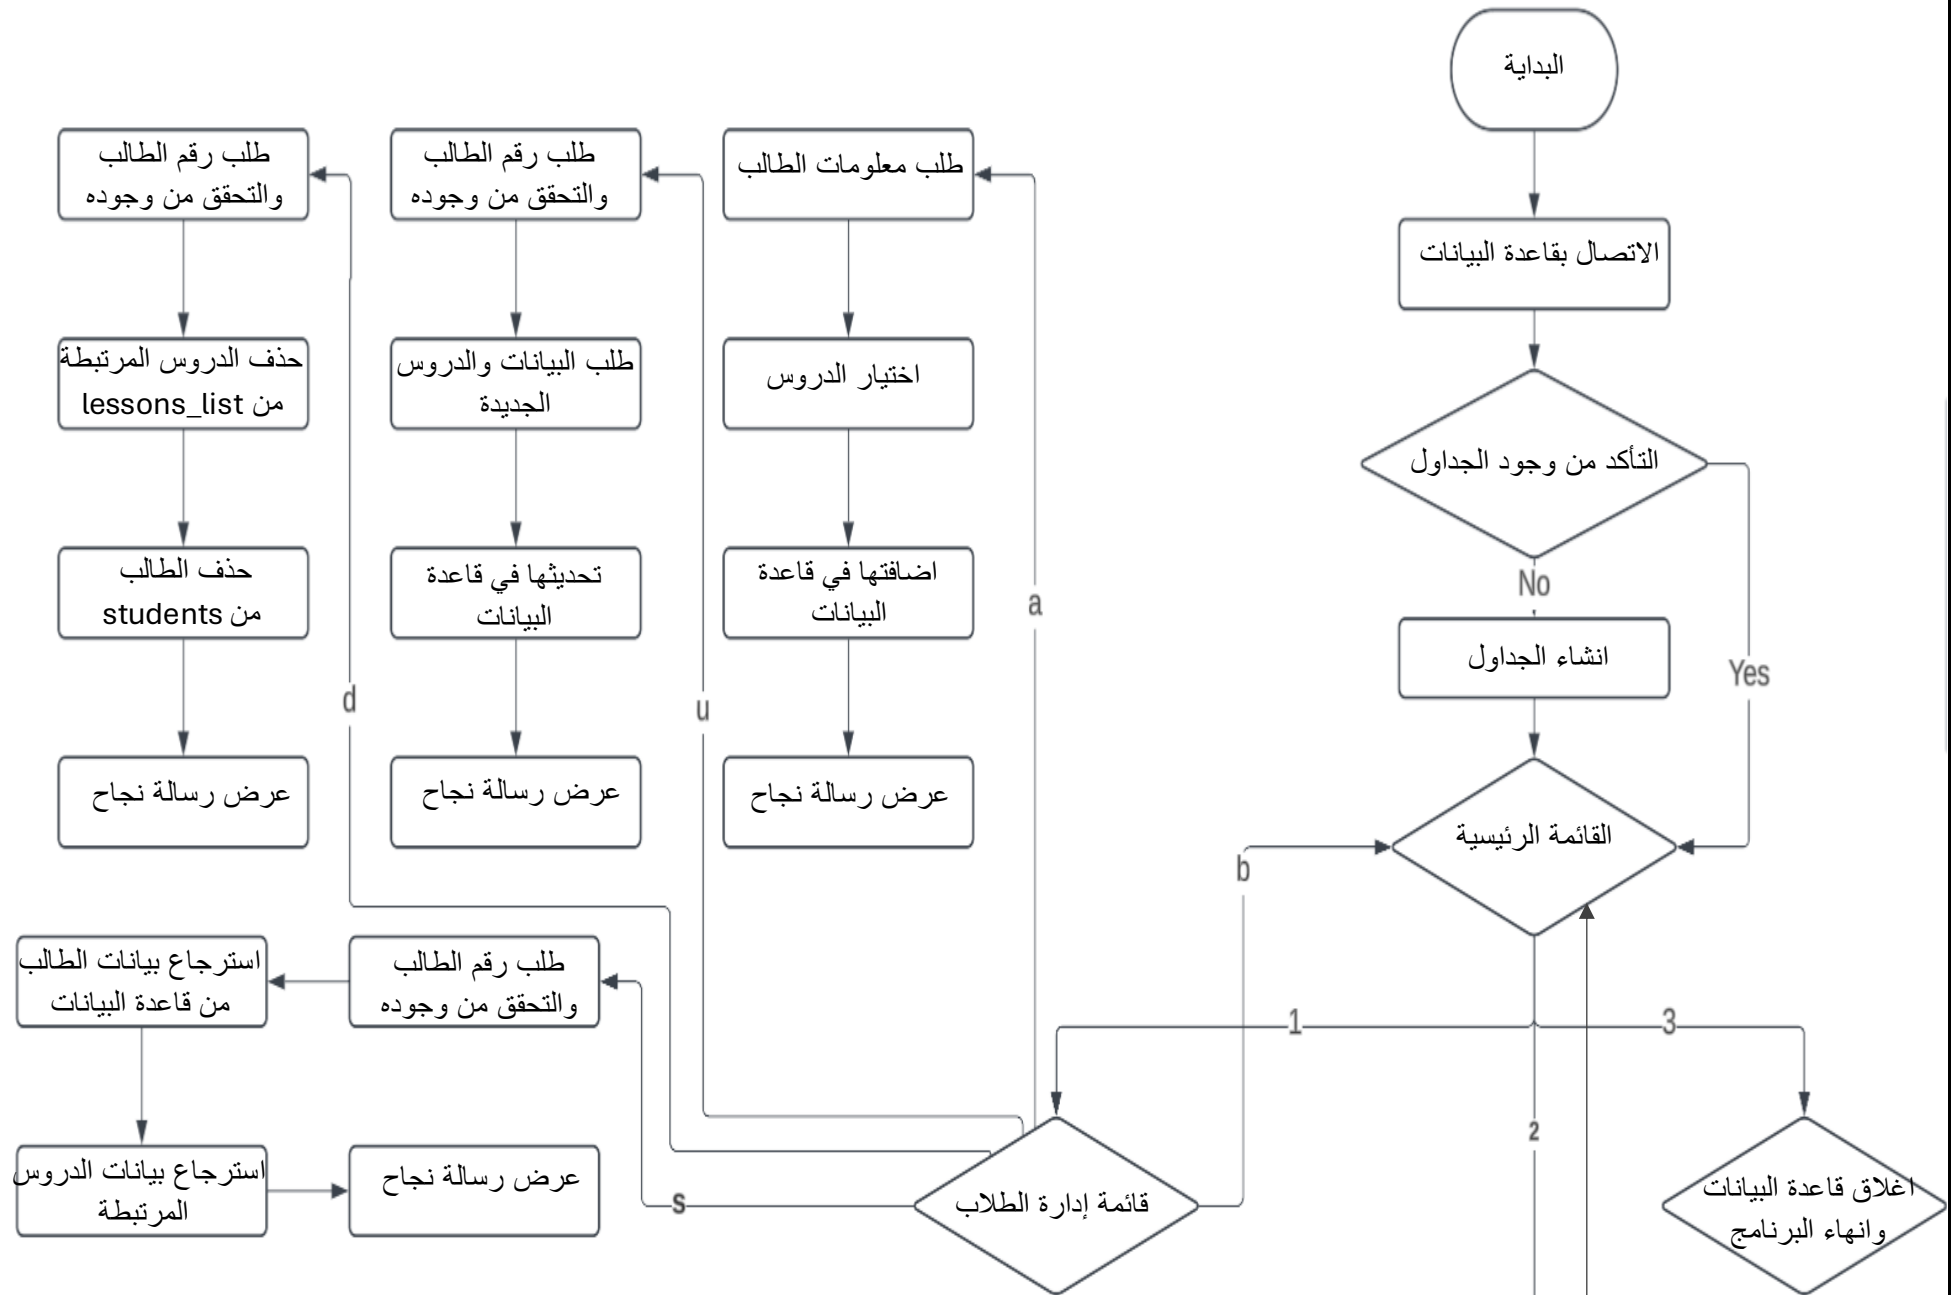 البداية
الاتصال بقاعدة البيانات
التأكد من وجود الجداول
No
Yes
انشاء الجداول
القائمة الرئيسية
1
2
3
b
اغلاق قاعدة البيانات
وانهاء البرنامج
قائمة إدارة الطلاب
a
طلب معلومات الطالب
اختيار الدروس
اضافتها في قاعدة
البيانات
عرض رسالة نجاح
u
طلب رقم الطالب
والتحقق من وجوده
طلب البيانات والدروس
الجديدة
تحديثها في قاعدة
البيانات
عرض رسالة نجاح
d
طلب رقم الطالب
والتحقق من وجوده
حذف الدروس المرتبطة
من lessons_list
حذف الطالب
من students
عرض رسالة نجاح
s
طلب رقم الطالب
والتحقق من وجوده
استرجاع بيانات الطالب
من قاعدة البيانات
استرجاع بيانات الدروس
المرتبطة
عرض رسالة نجاح